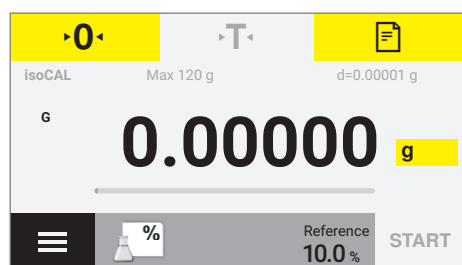 0 T
isoCAL Max 120 g d=0.00001 g
G
0.00000 g
%
Reference
10.0 %
START